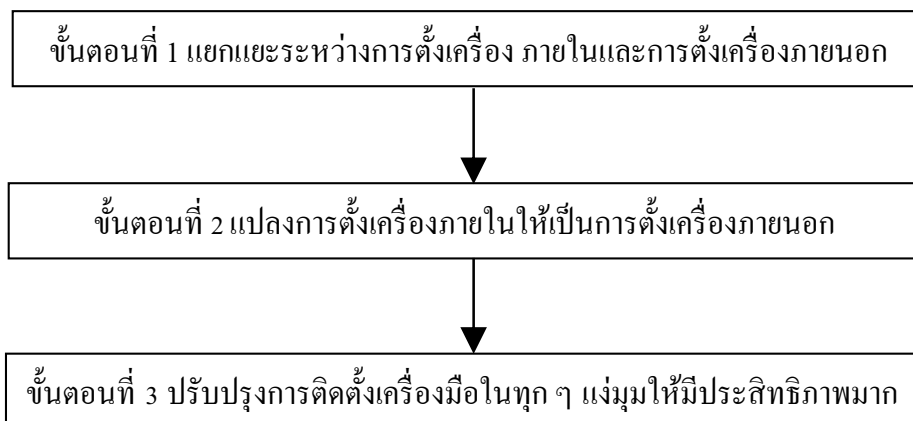 ขั้นตอนที่ 1 แยกแยะระหว่างการตั้งเครื่อง ภายในและการตั้งเครื่องภายนอก
ขั้นตอนที่ 2 แปลงการตั้งเครื่องภายในให้เป็นการตั้งเครื่องภายนอก
ขั้นตอนที่ 3 ปรับปรุงการติดตั้งเครื่องมือในทุก ๆ แง่มุมให้มีประสิทธิภาพมาก